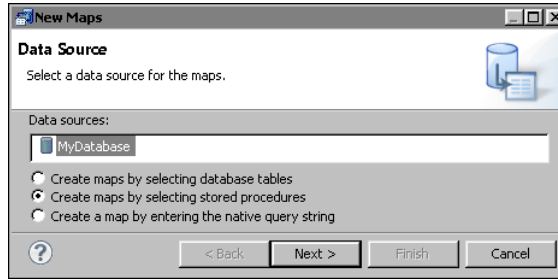 New Maps
Data Source
Select a data source for the maps.
Data sources:
MyDatabase
Create maps by selecting database tables
Create maps by selecting stored procedures
Create a map by entering the native query string
? < Back Next > Finish Cancel